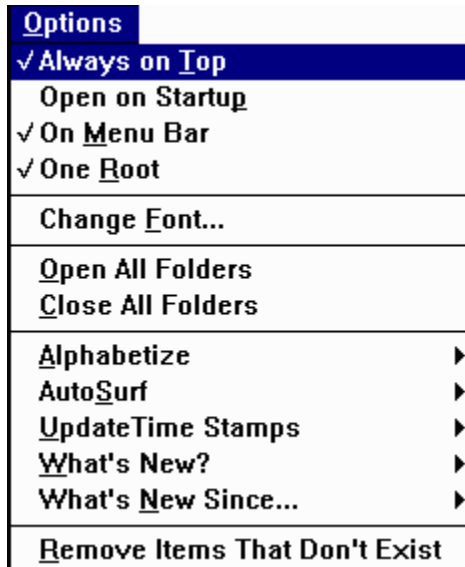 Options
✓ Always on Top
Open on Startup
✓ On Menu Bar
✓ One Root
Change Font...
Open All Folders
Close All Folders
Alphabetize
AutoSurf
UpdateTime Stamps
What's New?
What's New Since...
Remove Items That Don't Exist